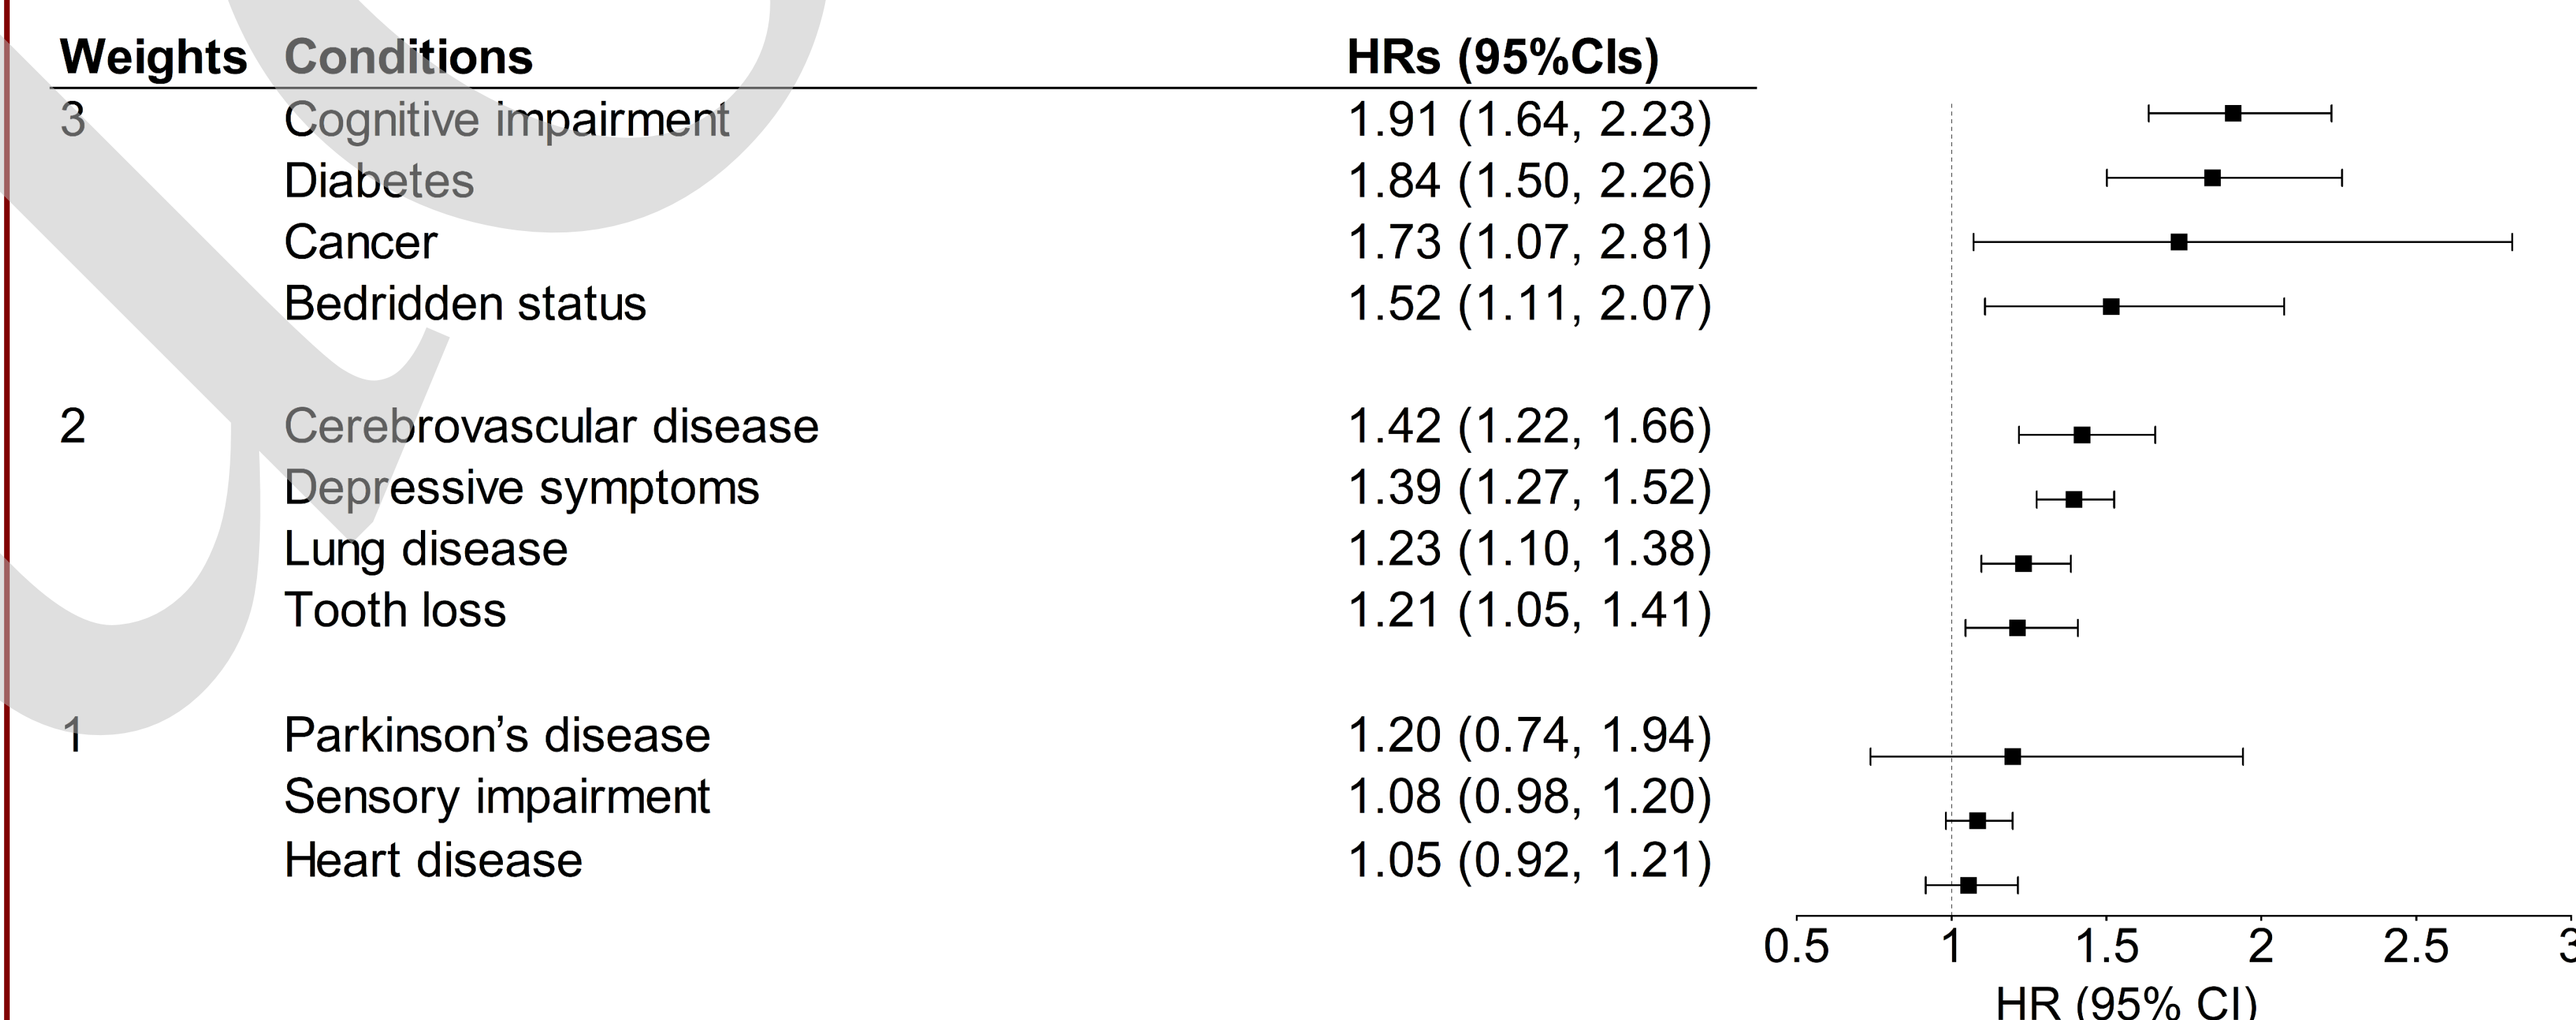 Weights Conditions HRs (95%CIs)
3 Cognitive impairment 1.91 (1.64, 2.23)
Diabetes 1.84 (1.50, 2.26)
Cancer 1.73 (1.07, 2.81)
Bedridden status 1.52 (1.11, 2.07)
2 Cerebrovascular disease 1.42 (1.22, 1.66)
Depressive symptoms 1.39 (1.27, 1.52)
Lung disease 1.23 (1.10, 1.38)
Tooth loss 1.21 (1.05, 1.41)
1 Parkinson’s disease 1.20 (0.74, 1.94)
Sensory impairment 1.08 (0.98, 1.20)
Heart disease 1.05 (0.92, 1.21)
0.5 1 1.5 2 2.5 3
HR (95% CI)